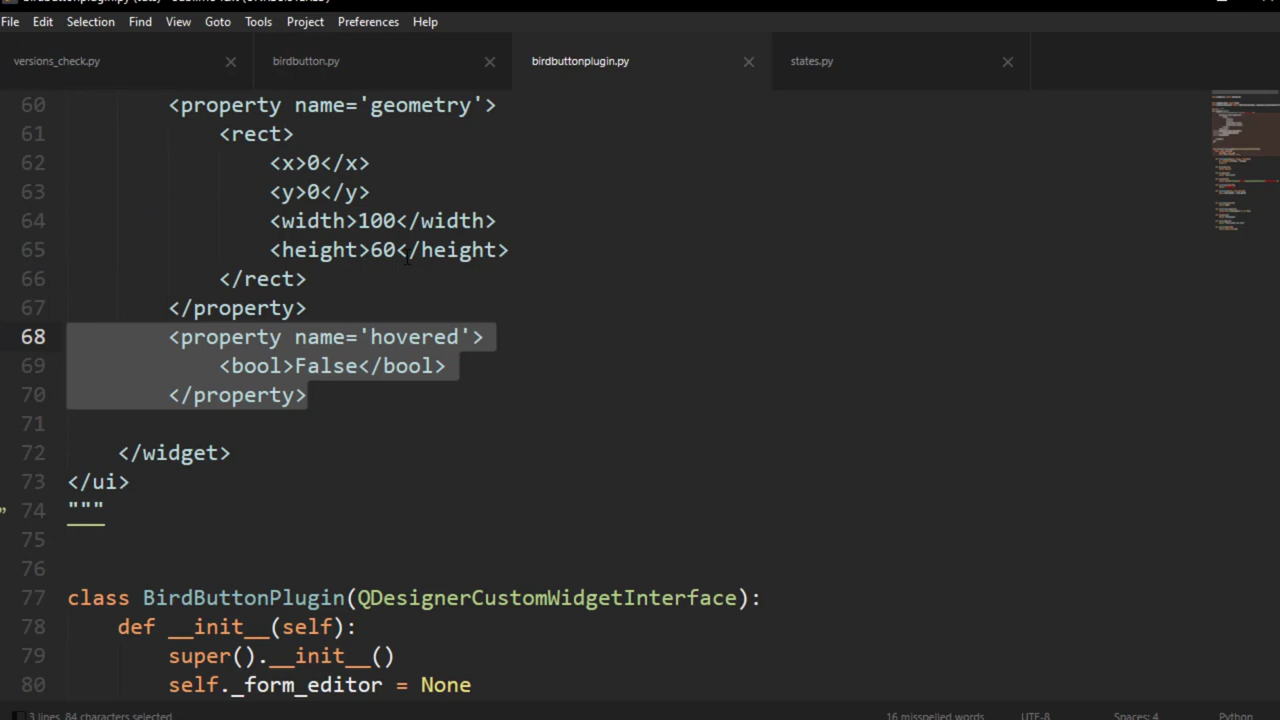 File Edit Selection View Goto Tools Project Preferences Help
versions_check.py birdbutton.py birdbuttonplugin.py states.py
60 <property name='geometry'>
61 <rect>
62 <x>0</x>
63 <y>0</y>
64 <width>100</width>
65 <height>60</height>
66 </rect>
67 </property>
68 <property name='hovered'>
69 <bool>False</bool>
70 </property>
71
72 </widget>
73 </ui>
74 """
75
76
77 class BirdButtonPlugin(QDesignerCustomWidgetInterface):
78 def __init__(self):
79 super().__init__()
80 self._form_editor = None
3 lines, 84 characters selected 16 misspelled words UTF-8 Spaces: 4 Python